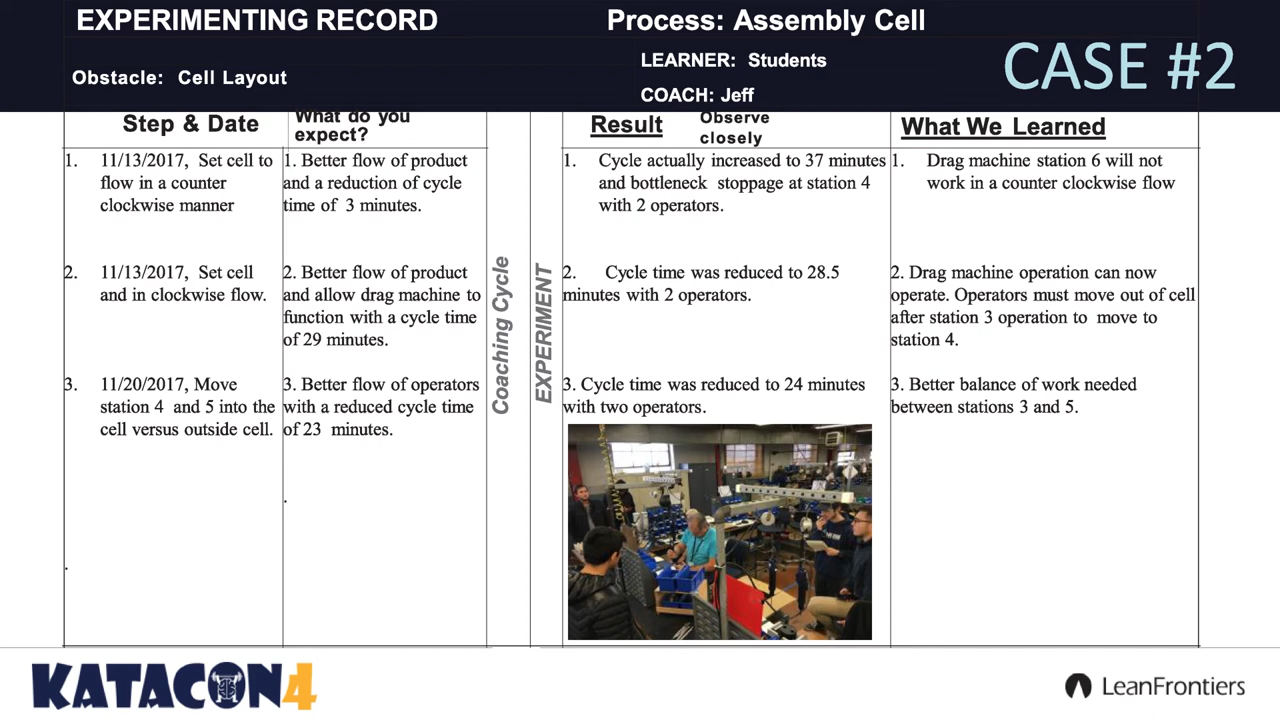 EXPERIMENTING RECORD
Process: Assembly Cell
LEARNER: Students
Obstacle: Cell Layout
COACH: Jeff
CASE #2
Step & Date
What do you
expect?
Result
Observe
closely
What We Learned
1. 11/13/2017, Set cell to
flow in a counter
clockwise manner
1. Better flow of product
and a reduction of cycle
time of 3 minutes.
1. Cycle actually increased to 37 minutes
and bottleneck stoppage at station 4
with 2 operators.
1. Drag machine station 6 will not
work in a counter clockwise flow
2. 11/13/2017, Set cell
and in clockwise flow.
2. Better flow of product
and allow drag machine to
function with a cycle time
of 29 minutes.
2. Cycle time was reduced to 28.5
minutes with 2 operators.
2. Drag machine operation can now
operate. Operators must move out of cell
after station 3 operation to move to
station 4.
3. 11/20/2017, Move
station 4 and 5 into the
cell versus outside cell.
3. Better flow of operators
with a reduced cycle time
of 23 minutes.
3. Cycle time was reduced to 24 minutes
with two operators.
3. Better balance of work needed
between stations 3 and 5.
Coaching Cycle
EXPERIMENT
KATACON4
LeanFrontiers